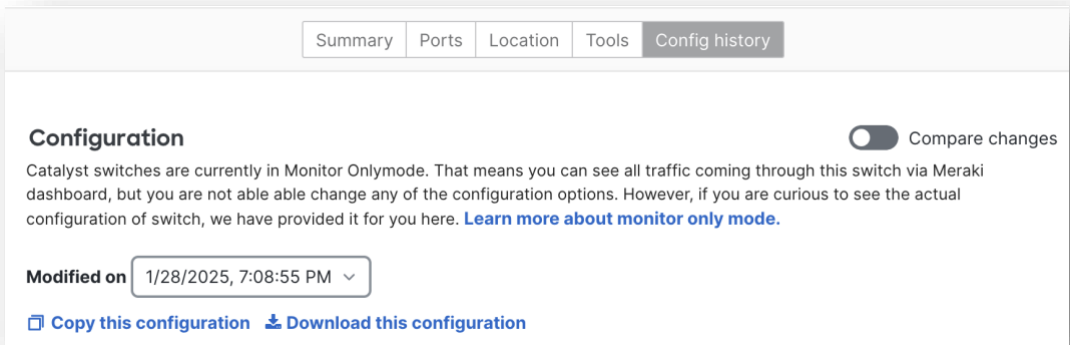 Summary Ports Location Tools Config history
Configuration
Compare changes
Catalyst switches are currently in Monitor Onlymode. That means you can see all traffic coming through this switch via Meraki
dashboard, but you are not able able change any of the configuration options. However, if you are curious to see the actual
configuration of switch, we have provided it for you here. Learn more about monitor only mode.
Modified on 1/28/2025, 7:08:55 PM
Copy this configuration Download this configuration